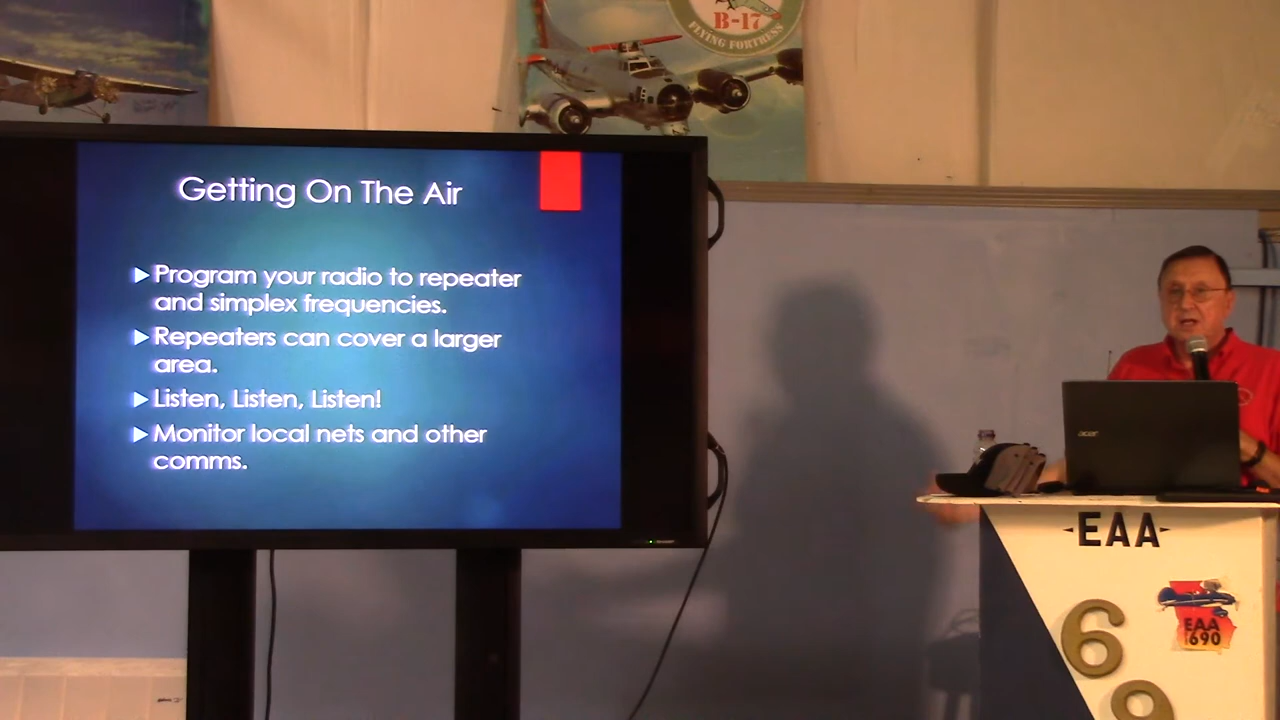 B-17
FLYING FORTRESS
Getting On The Air
Program your radio to repeater
and simplex frequencies.
Repeaters can cover a larger
area.
Listen, Listen, Listen!
Monitor local nets and other
comms.
acer
EAA
6
9
EAA
690